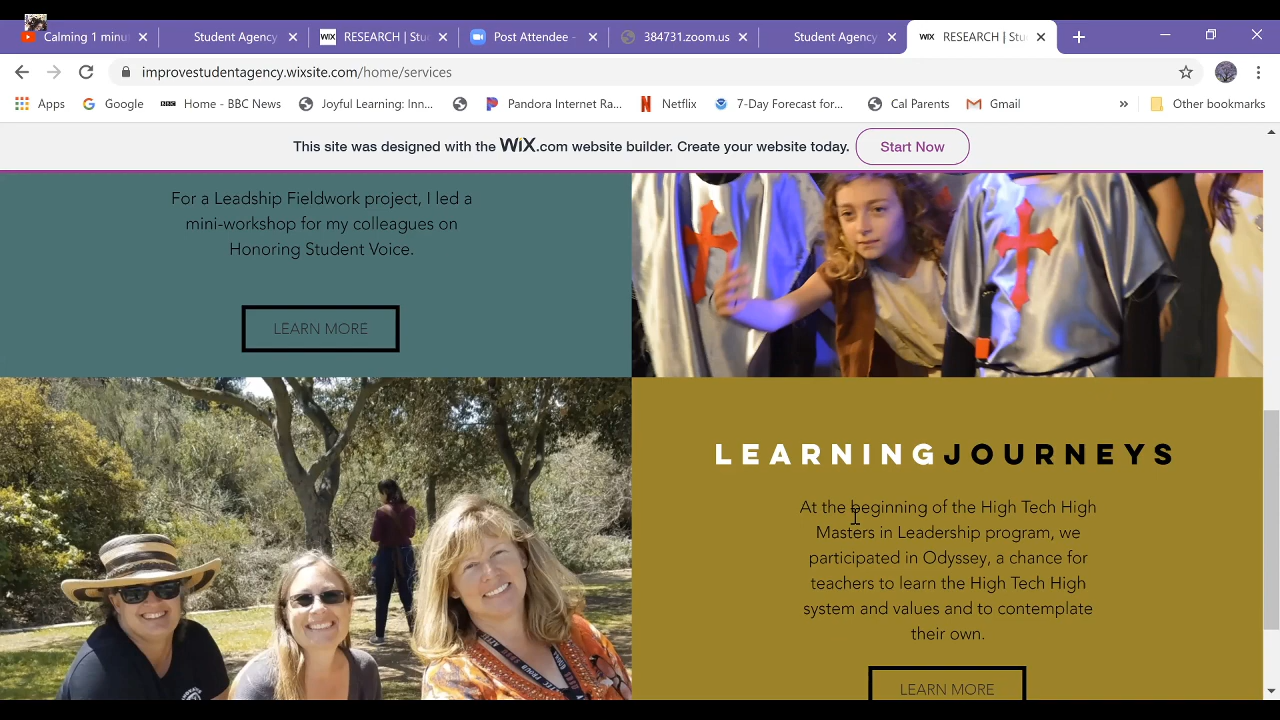 Calming 1 minu
Student Agency
WIX RESEARCH | Stu
Post Attendee -
384731.zoom.us
Student Agency
WIX RESEARCH | Stu
improvestudentagency.wixsite.com/home/services
Apps
Google
BBC Home - BBC News
Joyful Learning: Inn...
Pandora Internet Ra...
Netflix
7-Day Forecast for...
Cal Parents
Gmail
»
Other bookmarks
This site was designed with the WiX.com website builder. Create your website today.
Start Now
For a Leadship Fieldwork project, I led a
mini-workshop for my colleagues on
Honoring Student Voice.
LEARN MORE
LEARNING JOURNEYS
At the beginning of the High Tech High
Masters in Leadership program, we
participated in Odyssey, a chance for
teachers to learn the High Tech High
system and values and to contemplate
their own.
LEARN MORE